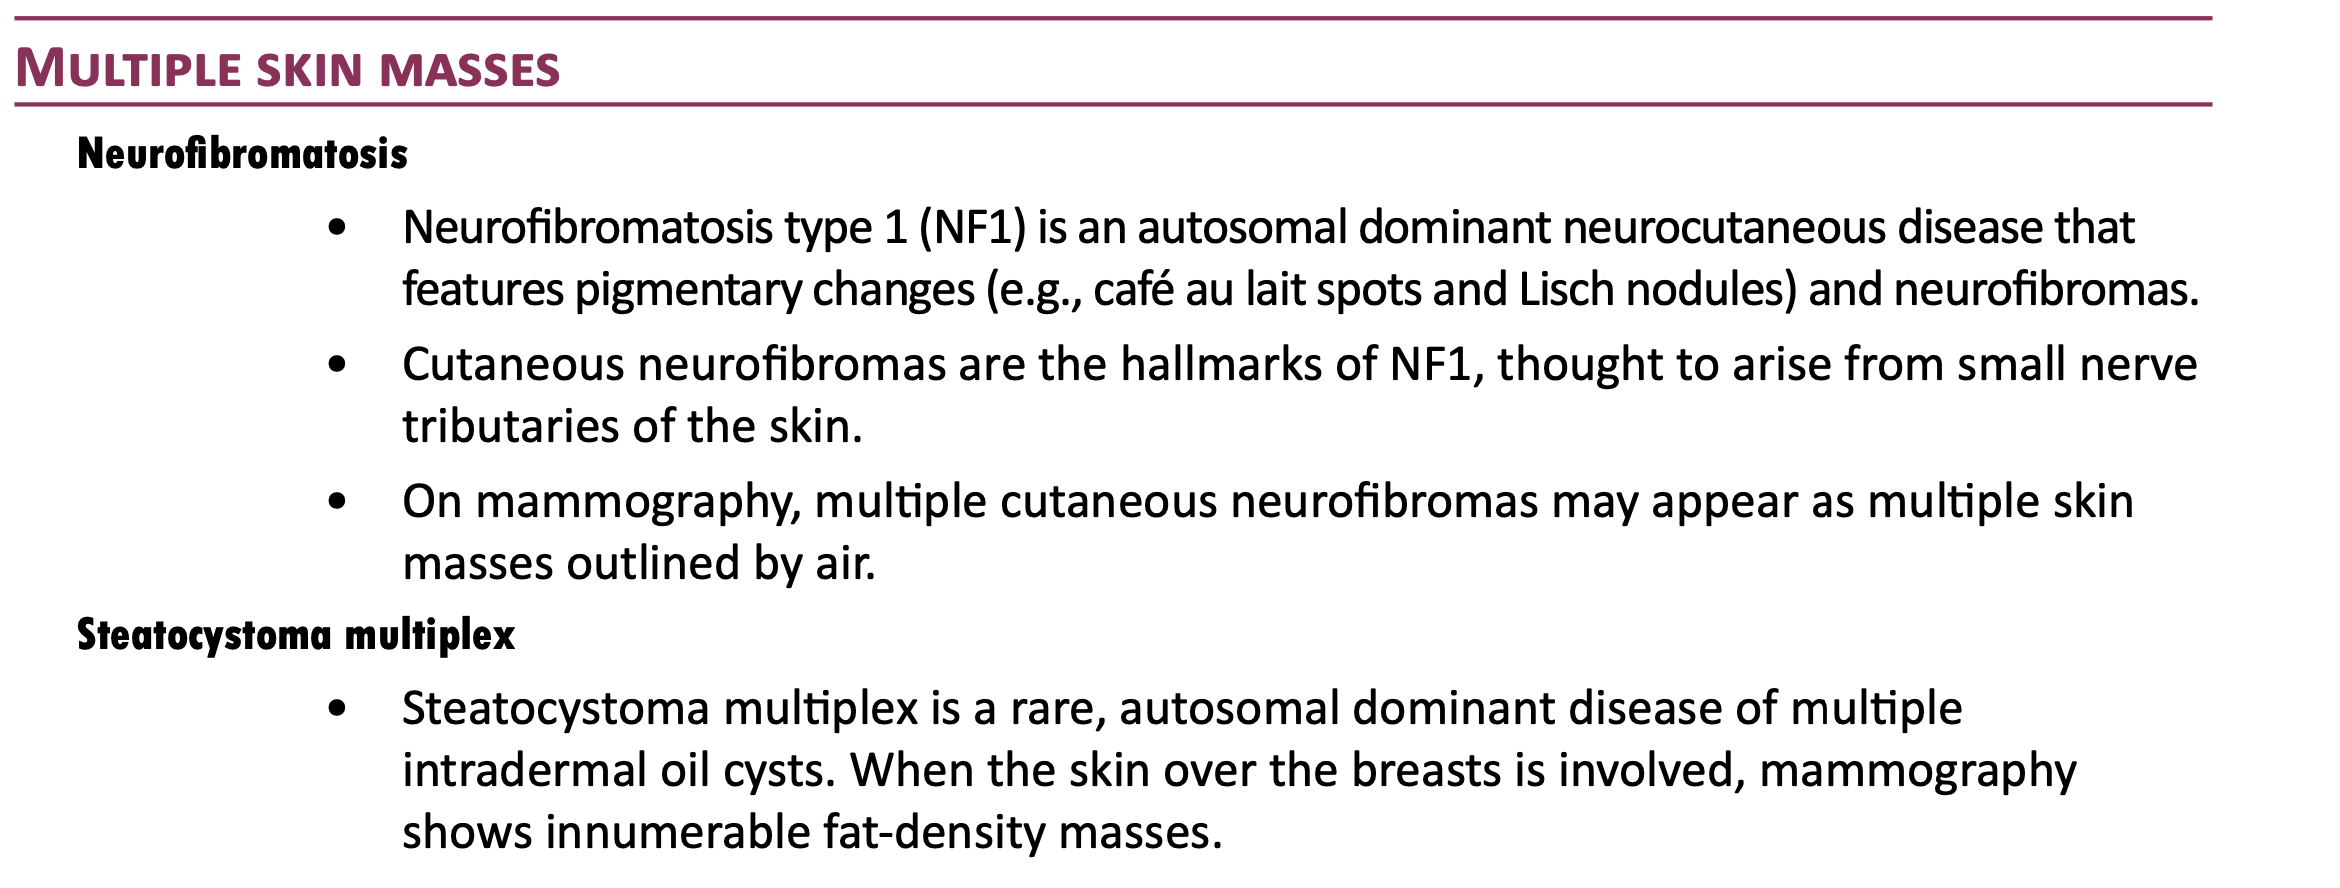 MULTIPLE SKIN MASSES
Neurofibromatosis
• Neurofibromatosis type 1 (NF1) is an autosomal dominant neurocutaneous disease that
features pigmentary changes (e.g., café au lait spots and Lisch nodules) and neurofibromas.
• Cutaneous neurofibromas are the hallmarks of NF1, thought to arise from small nerve
tributaries of the skin.
• On mammography, multiple cutaneous neurofibromas may appear as multiple skin
masses outlined by air.
Steatocystoma multiplex
• Steatocystoma multiplex is a rare, autosomal dominant disease of multiple
intradermal oil cysts. When the skin over the breasts is involved, mammography
shows innumerable fat-density masses.